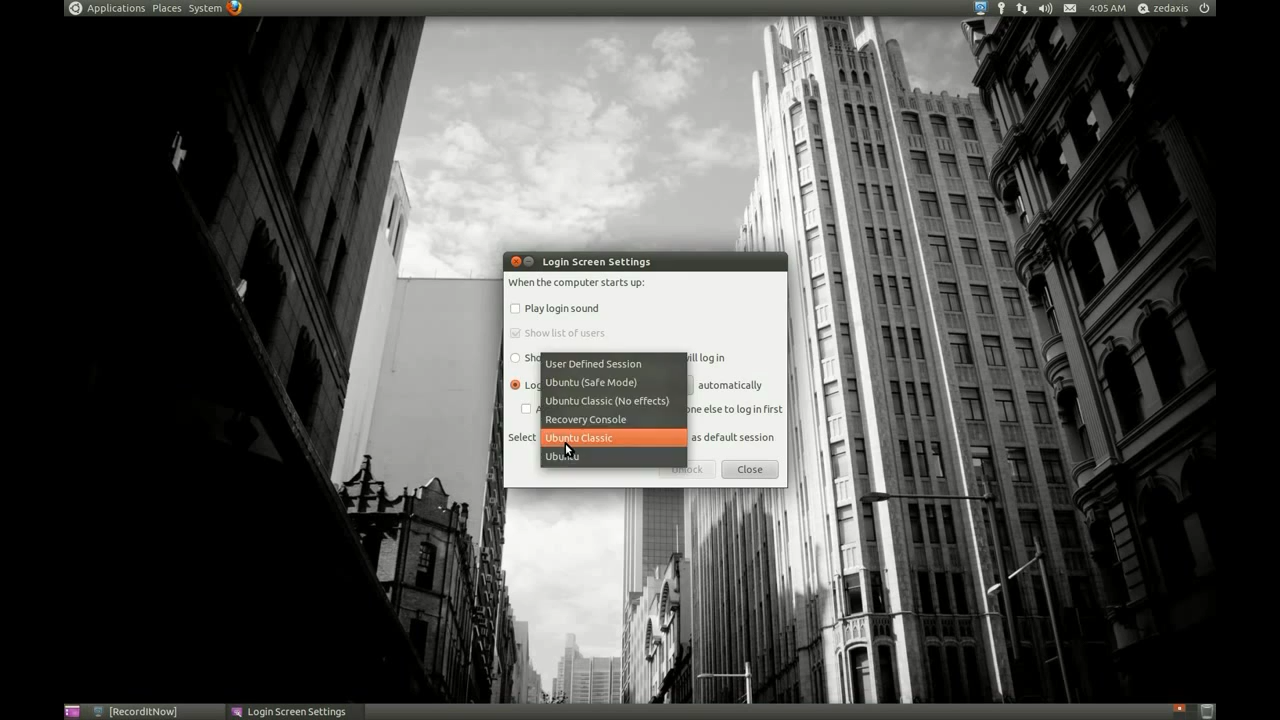 Applications Places System
4:05 AM zedaxis
Login Screen Settings
When the computer starts up:
Play login sound
Show list of users
will log in
User Defined Session
Ubuntu (Safe Mode)
automatically
Ubuntu Classic (No effects)
else to log in first
Recovery Console
Select Ubuntu Classic as default session
Ubuntu
Unlock Close
[RecordItNow] Login Screen Settings